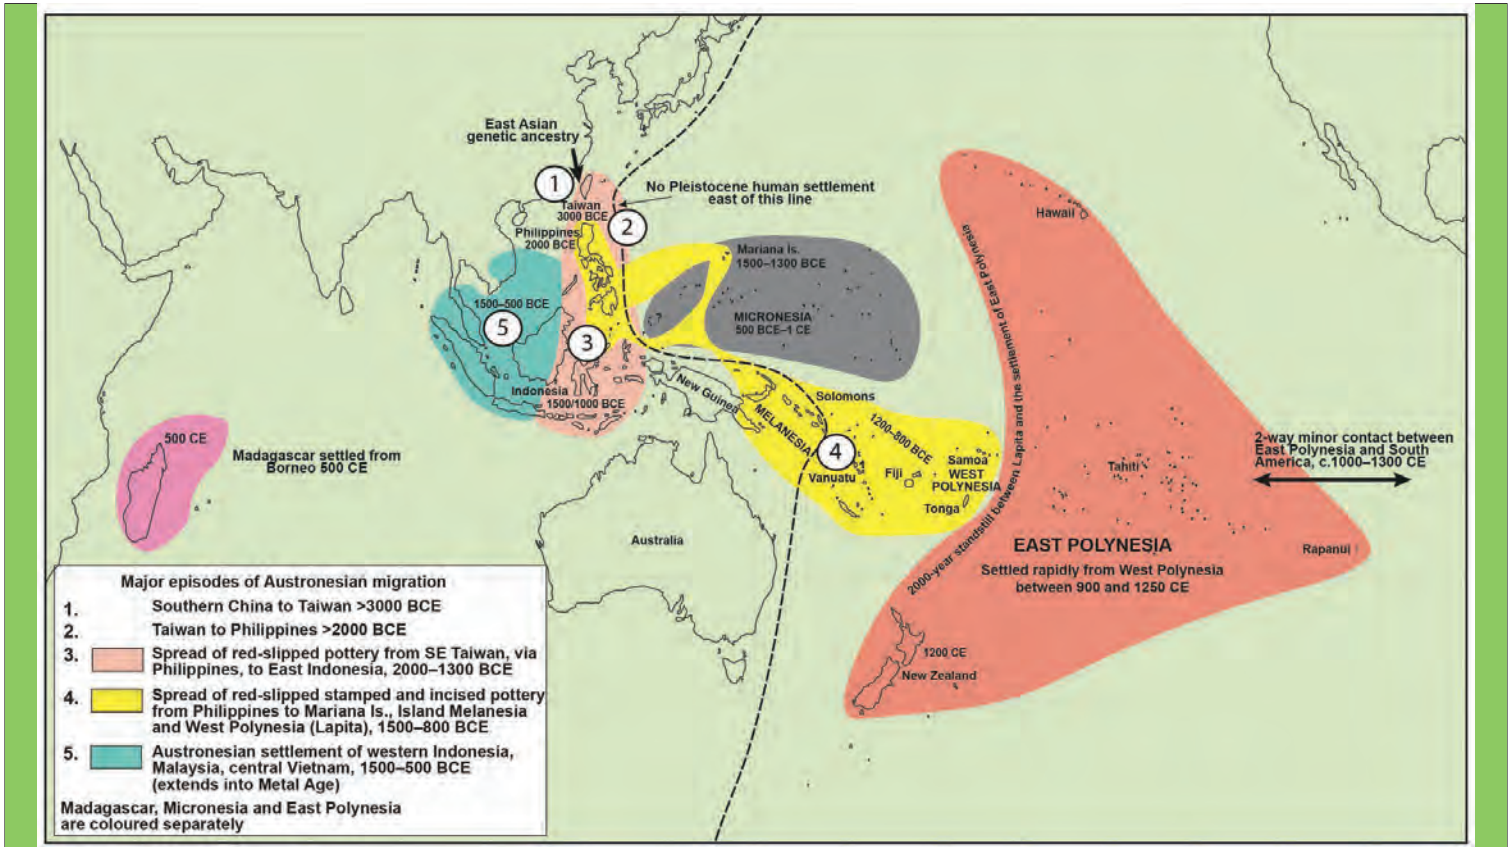 East Asian
genetic ancestry
1
Taiwan
3000 BCE
No Pleistocene human settlement
east of this line
2
Philippines
2000 BCE
Mariana Is.
1500–1300 BCE
Hawaii
1500–500 BCE
5
3
?
MICRONESIA
500 BCE–1 CE
2000-year standstill between Lapita and the settlement of East Polynesia
Indonesia
1500/1000 BCE
New Guinea
MELANESIA
Solomons
1200–800 BCE
4
Vanuatu
Fiji
Samoa
WEST
POLYNESIA
Tonga
Tahiti
2-way minor contact between
East Polynesia and South
America, c.1000–1300 CE
500 CE
Madagascar settled from
Borneo 500 CE
Australia
EAST POLYNESIA
Settled rapidly from West Polynesia
between 900 and 1250 CE
Rapanui
1200 CE
New Zealand
Major episodes of Austronesian migration
1. Southern China to Taiwan >3000 BCE
2. Taiwan to Philippines >2000 BCE
3. Spread of red-slipped pottery from SE Taiwan, via
Philippines, to East Indonesia, 2000–1300 BCE
4. Spread of red-slipped stamped and incised pottery
from Philippines to Mariana Is., Island Melanesia
and West Polynesia (Lapita), 1500–800 BCE
5. Austronesian settlement of western Indonesia,
Malaysia, central Vietnam, 1500–500 BCE
(extends into Metal Age)
Madagascar, Micronesia and East Polynesia
are coloured separately